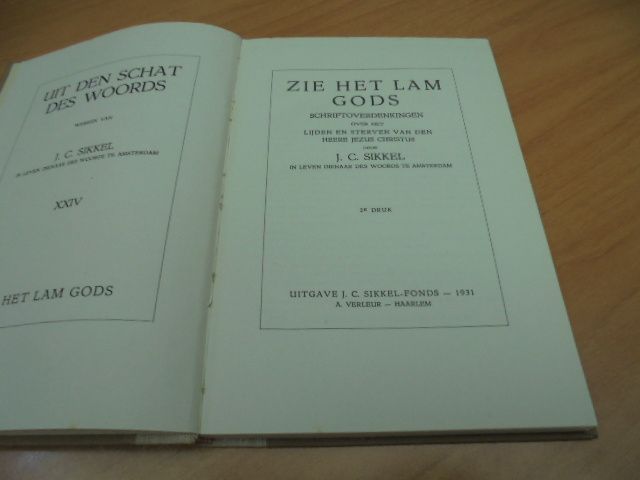 UIT DEN SCHAT
DES WOORDS
WERKEN VAN
J. C. SIKKEL
IN LEVEN DIENAAR DES WOORDS TE AMSTERDAM
XXIV
HET LAM GODS
ZIE HET LAM
GODS
SCHRIFTOVERDENKINGEN
OVER HET
LIJDEN EN STERVEN VAN DEN
HEERE JEZUS CHRISTUS
DOOR
J. C. SIKKEL
IN LEVEN DIENAAR DES WOORDS TE AMSTERDAM
2E DRUK
UITGAVE J. C. SIKKEL-FONDS — 1931
A. VERLEUR — HAARLEM